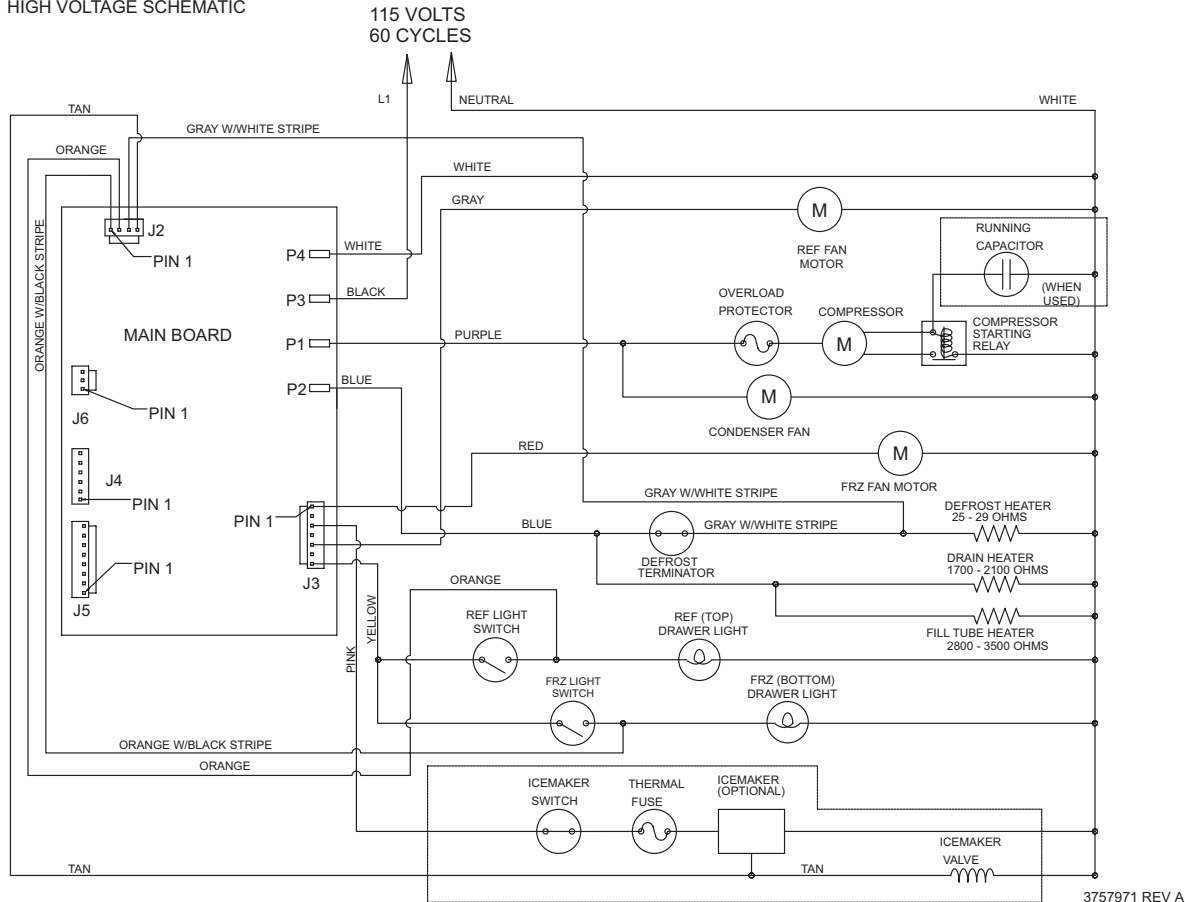 HIGH VOLTAGE SCHEMATIC
115 VOLTS
60 CYCLES
L1
NEUTRAL
WHITE
TAN
GRAY W/WHITE STRIPE
ORANGE
WHITE
GRAY
M
REF FAN
MOTOR
RUNNING
CAPACITOR
(WHEN
USED)
ORANGE W/BLACK STRIPE
J2
PIN 1
P4
WHITE
P3
BLACK
MAIN BOARD
P1
PURPLE
OVERLOAD
PROTECTOR
COMPRESSOR
M
COMPRESSOR
STARTING
RELAY
P2
BLUE
M
CONDENSER FAN
J6
PIN 1
RED
M
FRZ FAN MOTOR
J4
PIN 1
GRAY W/WHITE STRIPE
DEFROST HEATER
25 - 29 OHMS
PIN 1
BLUE
GRAY W/WHITE STRIPE
DEFROST
TERMINATOR
DRAIN HEATER
1700 - 2100 OHMS
PIN 1
J5
J3
ORANGE
YELLOW
PINK
REF LIGHT
SWITCH
REF (TOP)
DRAWER LIGHT
FILL TUBE HEATER
2800 - 3500 OHMS
FRZ LIGHT
SWITCH
FRZ (BOTTOM)
DRAWER LIGHT
ORANGE W/BLACK STRIPE
ORANGE
ICEMAKER
SWITCH
THERMAL
FUSE
ICEMAKER
(OPTIONAL)
ICEMAKER
VALVE
TAN
TAN
3757971 REV A